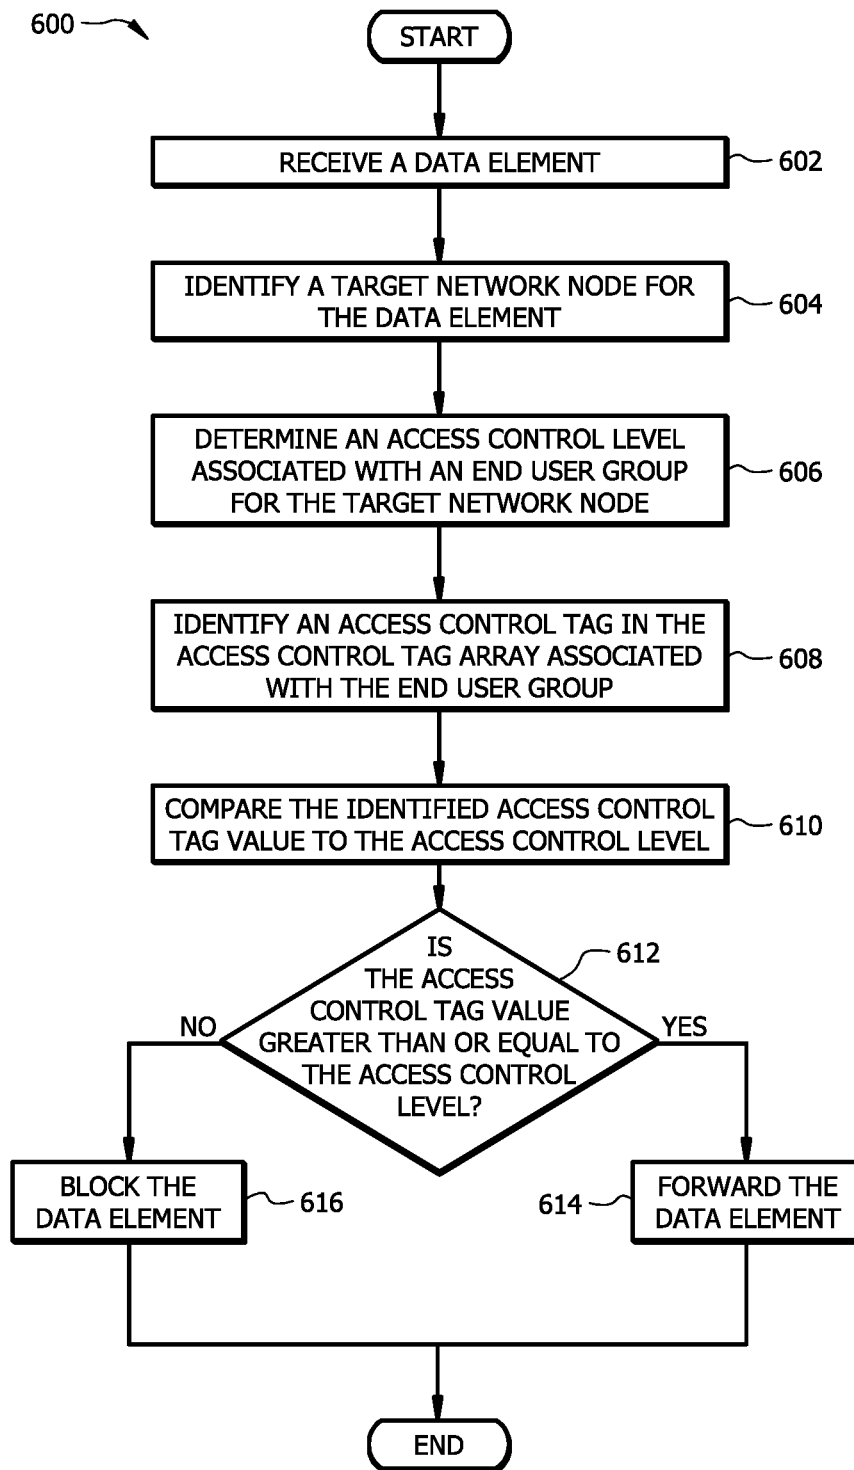 600
START
RECEIVE A DATA ELEMENT
602
IDENTIFY A TARGET NETWORK NODE FOR
THE DATA ELEMENT
604
DETERMINE AN ACCESS CONTROL LEVEL
ASSOCIATED WITH AN END USER GROUP
FOR THE TARGET NETWORK NODE
606
IDENTIFY AN ACCESS CONTROL TAG IN THE
ACCESS CONTROL TAG ARRAY ASSOCIATED
WITH THE END USER GROUP
608
COMPARE THE IDENTIFIED ACCESS CONTROL
TAG VALUE TO THE ACCESS CONTROL LEVEL
610
IS
THE ACCESS
CONTROL TAG VALUE
GREATER THAN OR EQUAL TO
THE ACCESS CONTROL
LEVEL?
612
NO
YES
BLOCK THE
DATA ELEMENT
616
614
FORWARD THE
DATA ELEMENT
END